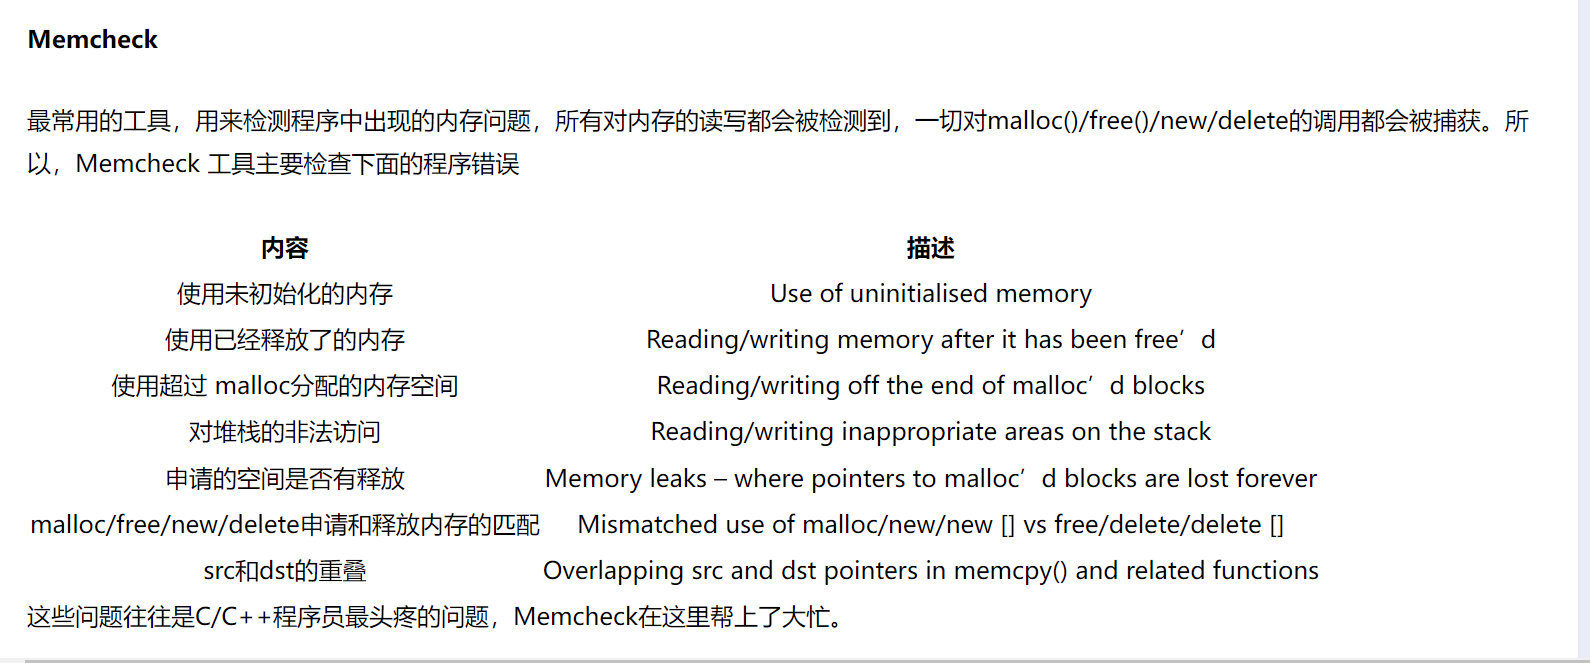 Memcheck
最常用的工具，用来检测程序中出现的内存问题，所有对内存的读写都会被检测到，一切对malloc()/free()/new/delete的调用都会被捕获。所
以，Memcheck 工具主要检查下面的程序错误
内容 描述
使用未初始化的内存 Use of uninitialised memory
使用已经释放了的内存 Reading/writing memory after it has been free’d
使用超过 malloc分配的内存空间 Reading/writing off the end of malloc’d blocks
对堆栈的非法访问 Reading/writing inappropriate areas on the stack
申请的空间是否有释放 Memory leaks – where pointers to malloc’d blocks are lost forever
malloc/free/new/delete申请和释放内存的匹配 Mismatched use of malloc/new/new [] vs free/delete/delete []
src和dst的重叠 Overlapping src and dst pointers in memcpy() and related functions
这些问题往往是C/C++程序员最头疼的问题，Memcheck在这里帮上了大忙。